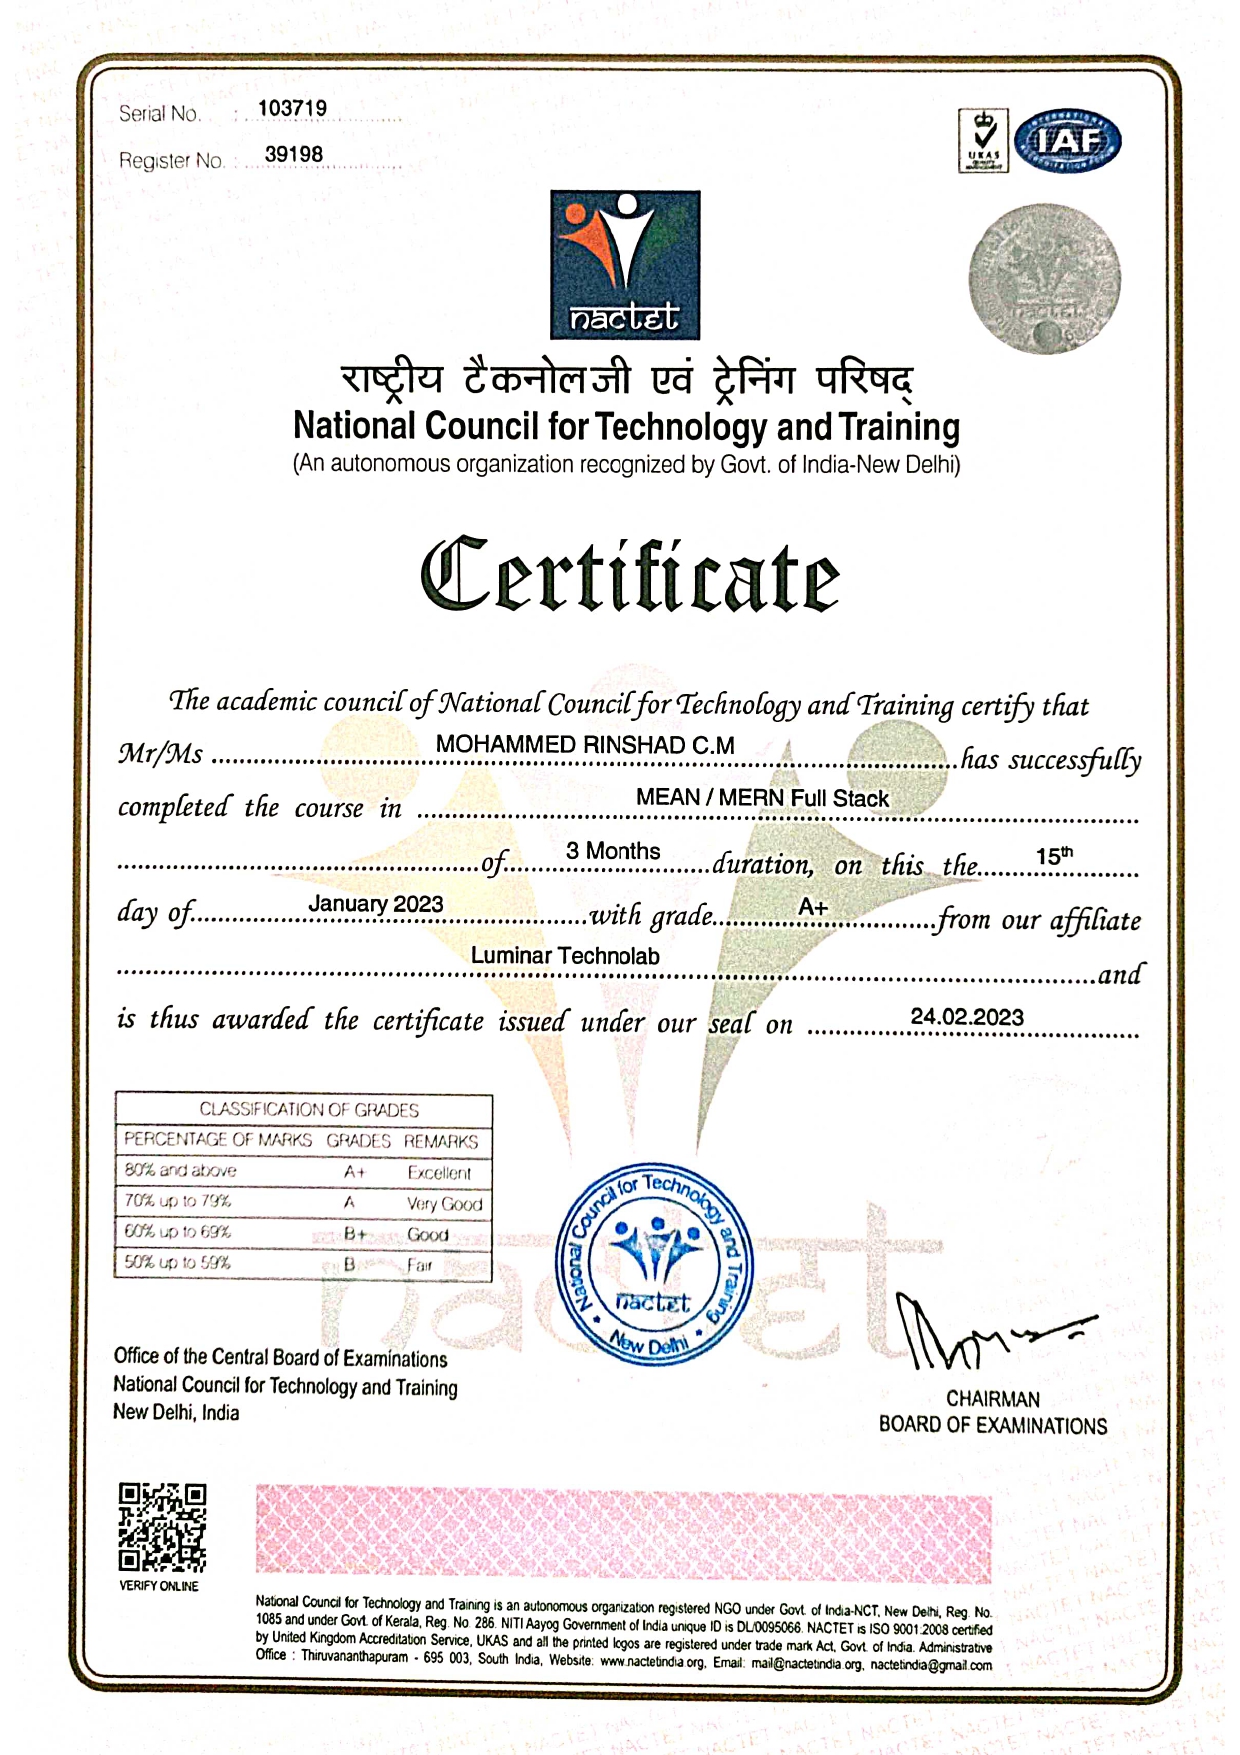 Serial No. : 103719
Register No. : 39198
UKAS
QUALITY
MANAGEMENT
IAF
nactet
राष्ट्रीय टैकनोलजी एवं ट्रेनिंग परिषद्
National Council for Technology and Training
(An autonomous organization recognized by Govt. of India-New Delhi)
Certificate
The academic council of National Council for Technology and Training certify that
Mr/Ms MOHAMMED RINSHAD C.M has successfully
completed the course in MEAN / MERN Full Stack
of 3 Months duration, on this the 15th
day of January 2023 with grade A+ from our affiliate
Luminar Technolab and
is thus awarded the certificate issued under our seal on 24.02.2023
CLASSIFICATION OF GRADES
PERCENTAGE OF MARKS GRADES REMARKS
80% and above A+ Excellent
70% up to 79% A Very Good
60% up to 69% B+ Good
50% up to 59% B Fair
National Council for Technology and Training
nactet
New Delhi
nactet
Office of the Central Board of Examinations
National Council for Technology and Training
New Delhi, India
CHAIRMAN
BOARD OF EXAMINATIONS
VERIFY ONLINE
National Council for Technology and Training is an autonomous organization registered NGO under Govt. of India-NCT, New Delhi, Reg. No.
1085 and under Govt. of Kerala, Reg. No. 286. NITI Aayog Government of India unique ID is DL/0095066. NACTET is ISO 9001:2008 certified
by United Kingdom Accreditation Service, UKAS and all the printed logos are registered under trade mark Act, Govt. of India. Administrative
Office : Thiruvananthapuram - 695 003, South India, Website: www.nactetindia.org, Email: mail@nactetindia.org, nactetindia@gmail.com